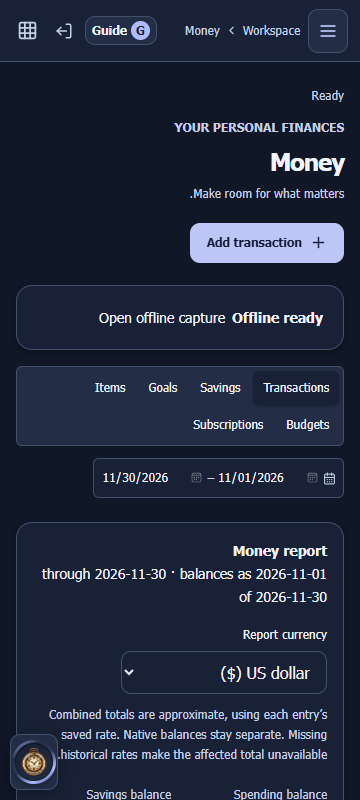 Workspace
Money
Guide G
Ready
YOUR PERSONAL FINANCES
Money
.Make room for what matters
Add transaction
Offline ready Open offline capture
Transactions Savings Goals Items
Budgets Subscriptions
11/01/2026 – 11/30/2026
Money report
through 2026-11-30 · balances as 2026-11-01
of 2026-11-30
Report currency
($) US dollar
Combined totals are approximate, using each entry's
saved rate. Native balances stay separate. Missing
.historical rates make the affected total unavailable
Spending balance Savings balance